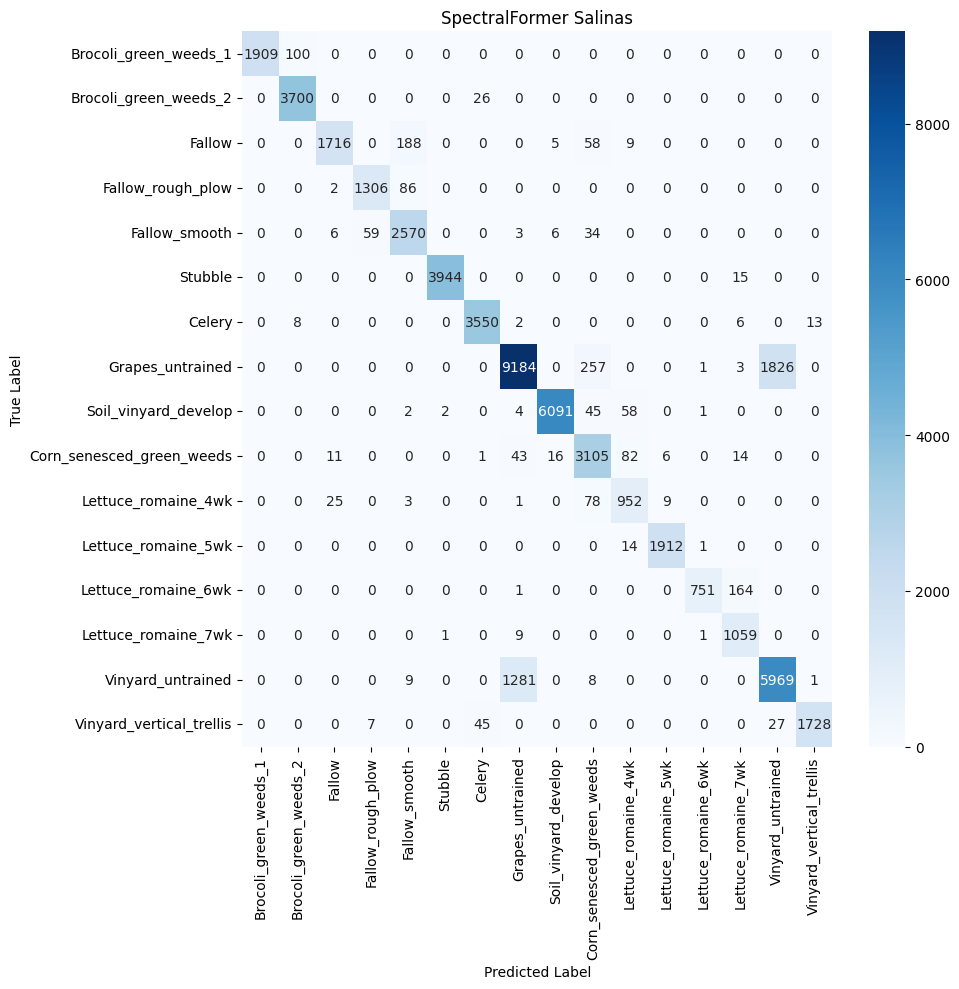 SpectralFormer Salinas
True Label
Brocoli_green_weeds_1 1909 100 0 0 0 0 0 0 0 0 0 0 0 0 0 0
Brocoli_green_weeds_2 0 3700 0 0 0 0 26 0 0 0 0 0 0 0 0 0
Fallow 0 0 1716 0 188 0 0 0 5 58 9 0 0 0 0 0
Fallow_rough_plow 0 0 2 1306 86 0 0 0 0 0 0 0 0 0 0 0
Fallow_smooth 0 0 6 59 2570 0 0 3 6 34 0 0 0 0 0 0
Stubble 0 0 0 0 0 3944 0 0 0 0 0 0 0 15 0 0
Celery 0 8 0 0 0 0 3550 2 0 0 0 0 0 6 0 13
Grapes_untrained 0 0 0 0 0 0 0 9184 0 257 0 0 1 3 1826 0
Soil_vinyard_develop 0 0 0 0 2 2 0 4 6091 45 58 0 1 0 0 0
Corn_senesced_green_weeds 0 0 11 0 0 0 1 43 16 3105 82 6 0 14 0 0
Lettuce_romaine_4wk 0 0 25 0 3 0 0 1 0 78 952 9 0 0 0 0
Lettuce_romaine_5wk 0 0 0 0 0 0 0 0 0 0 14 1912 1 0 0 0
Lettuce_romaine_6wk 0 0 0 0 0 0 0 1 0 0 0 0 751 164 0 0
Lettuce_romaine_7wk 0 0 0 0 0 1 0 9 0 0 0 0 1 1059 0 0
Vinyard_untrained 0 0 0 0 9 0 0 1281 0 8 0 0 0 0 5969 1
Vinyard_vertical_trellis 0 0 0 7 0 0 45 0 0 0 0 0 0 0 27 1728
Brocoli_green_weeds_1
Brocoli_green_weeds_2
Fallow
Fallow_rough_plow
Fallow_smooth
Stubble
Celery
Grapes_untrained
Soil_vinyard_develop
Corn_senesced_green_weeds
Lettuce_romaine_4wk
Lettuce_romaine_5wk
Lettuce_romaine_6wk
Lettuce_romaine_7wk
Vinyard_untrained
Vinyard_vertical_trellis
Predicted Label
8000
6000
4000
2000
0